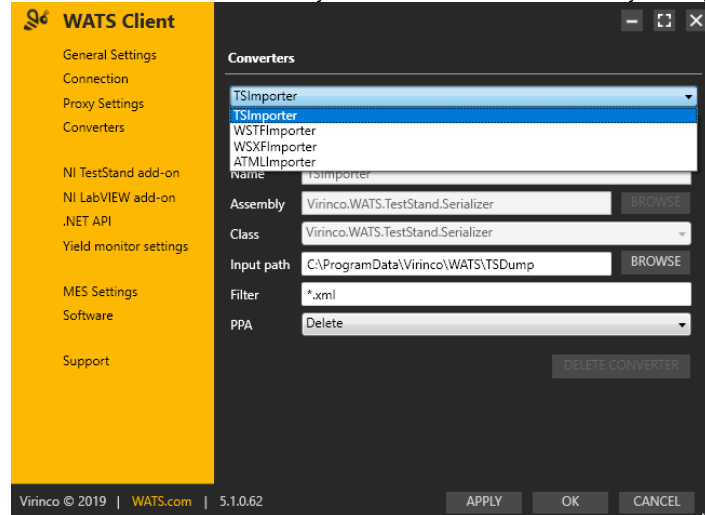 WATS Client
General Settings
Connection
Proxy Settings
Converters
NI TestStand add-on
NI LabVIEW add-on
.NET API
Yield monitor settings
MES Settings
Software
Support
Converters
TSImporter
TSImporter
WSTFImporter
WSXFImporter
ATMLImporter
Name TSImporter
Assembly Virinco.WATS.TestStand.Serializer BROWSE
Class Virinco.WATS.TestStand.Serializer
Input path C:\ProgramData\Virinco\WATS\TSDump BROWSE
Filter *.xml
PPA Delete
DELETE CONVERTER
Virinco © 2019 | WATS.com | 5.1.0.62 APPLY OK CANCEL